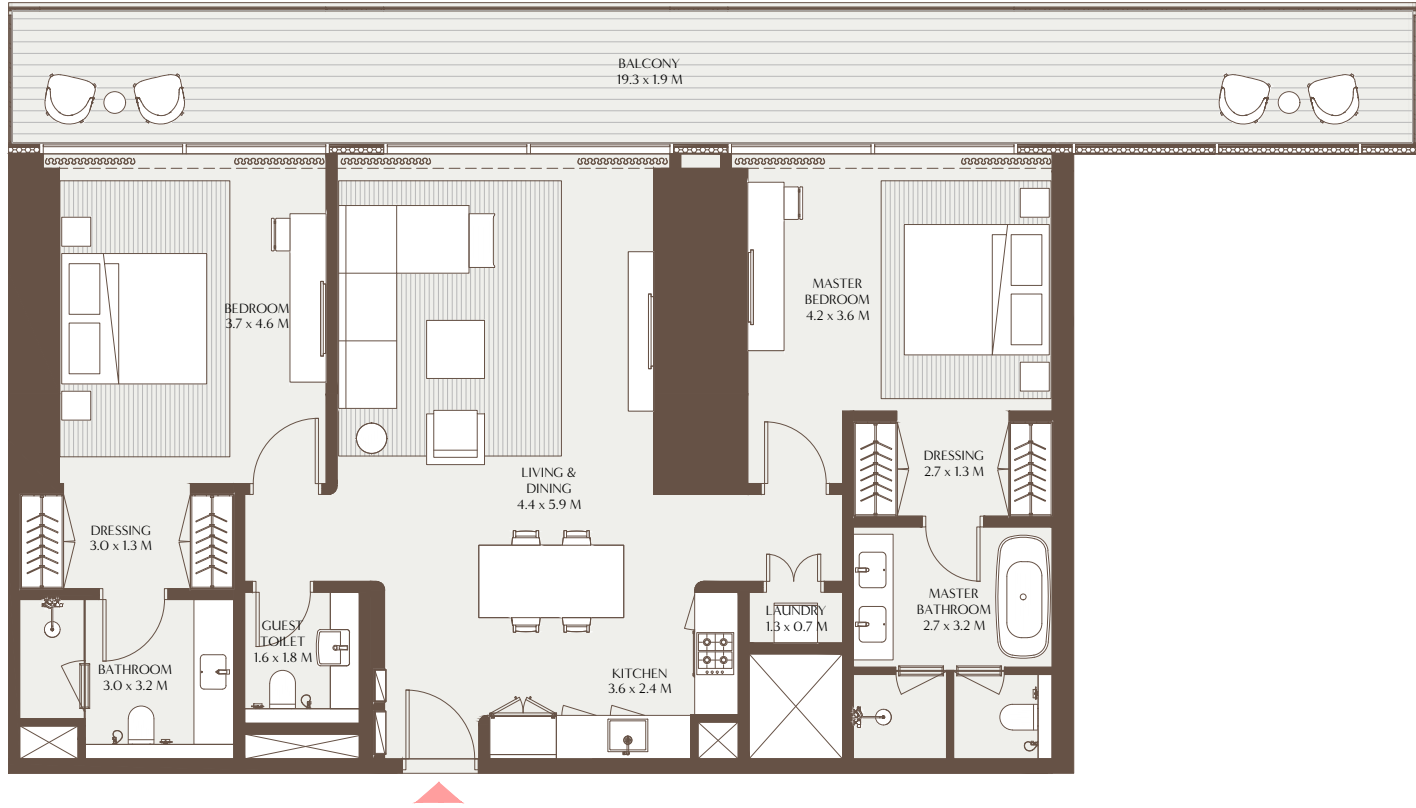 BALCONY
19.3 x 1.9 M
BEDROOM
3.7 x 4.6 M
MASTER
BEDROOM
4.2 x 3.6 M
LIVING &
DINING
4.4 x 5.9 M
DRESSING
2.7 x 1.3 M
DRESSING
3.0 x 1.3 M
MASTER
BATHROOM
2.7 x 3.2 M
LAUNDRY
1.3 x 0.7 M
GUEST
TOILET
1.6 x 1.8 M
BATHROOM
3.0 x 3.2 M
KITCHEN
3.6 x 2.4 M